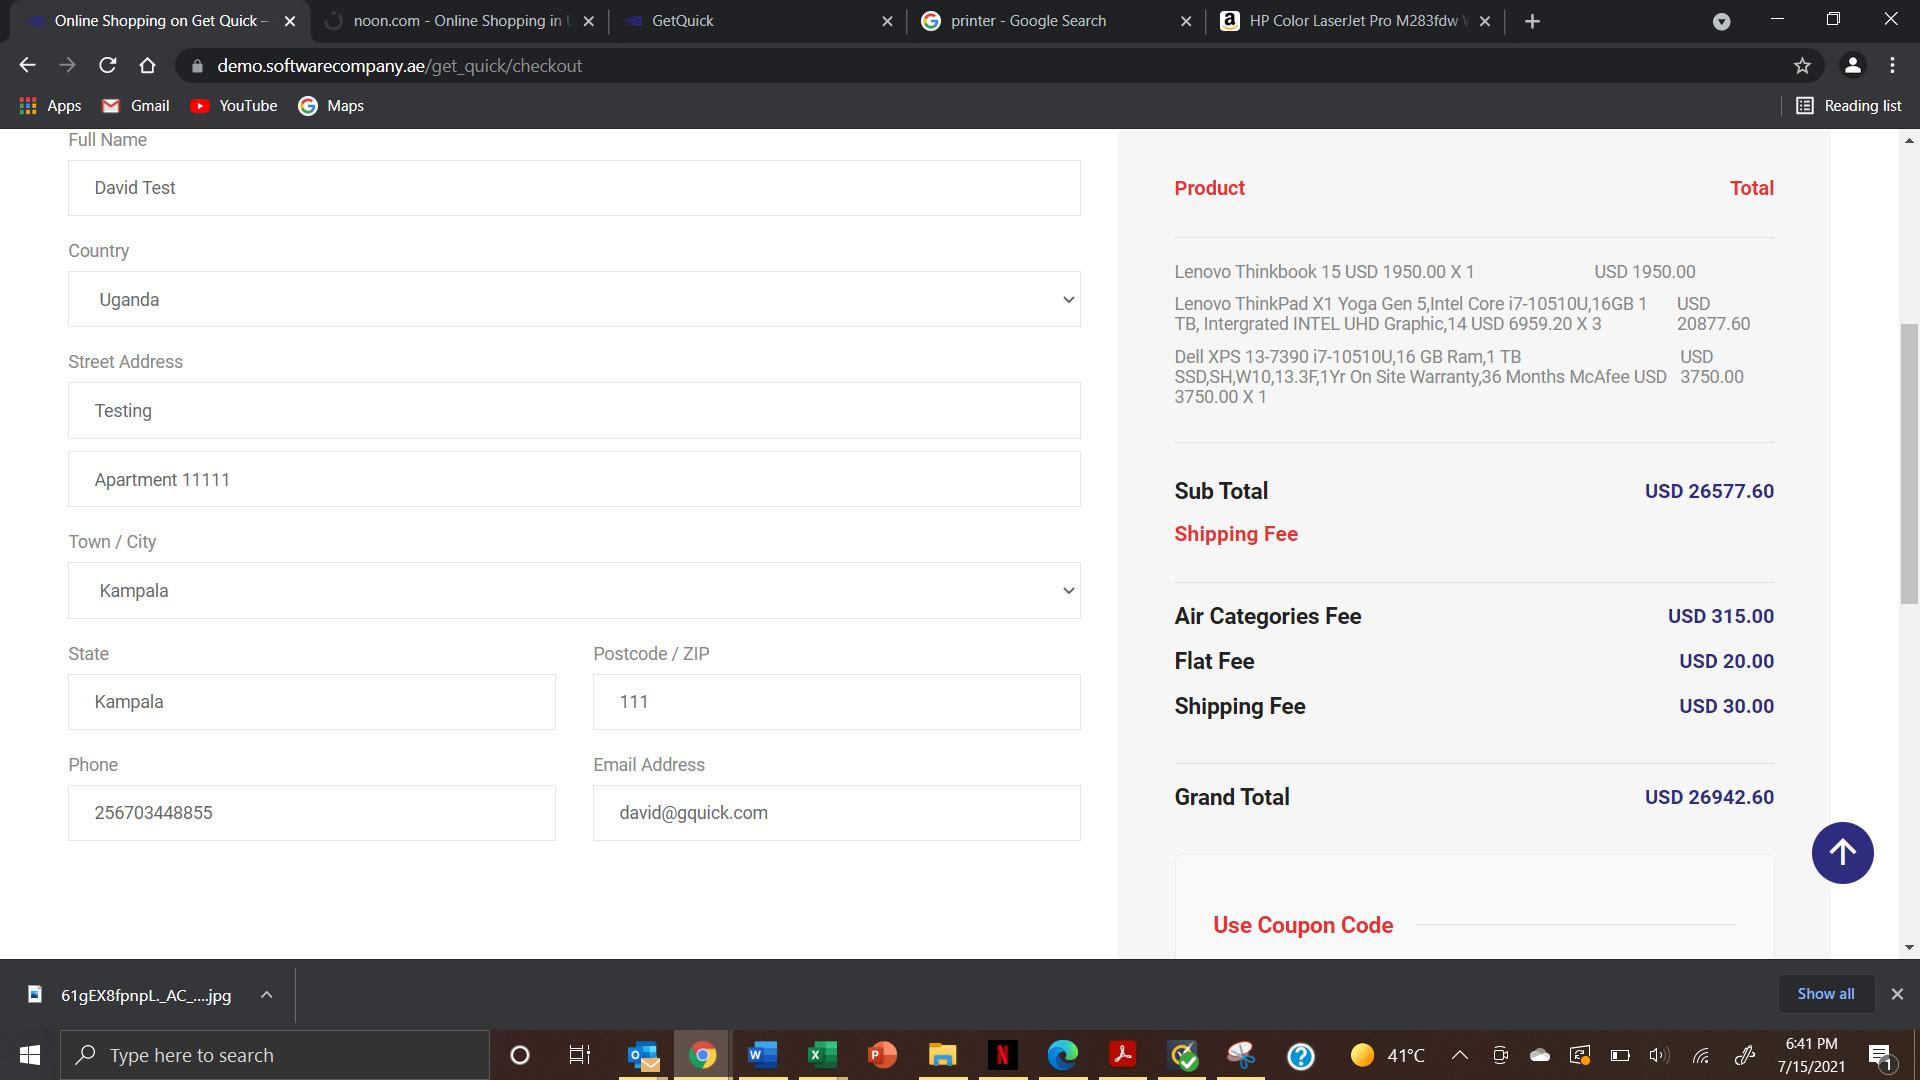 Online Shopping on Get Quick –
noon.com - Online Shopping in
GetQuick
printer - Google Search
HP Color LaserJet Pro M283fdw
demo.softwarecompany.ae/get_quick/checkout
Apps
Gmail
YouTube
Maps
Reading list
Full Name
David Test
Country
Uganda
Street Address
Testing
Apartment 11111
Town / City
Kampala
State
Postcode / ZIP
Kampala
111
Phone
Email Address
256703448855
david@gquick.com
Product
Total
Lenovo Thinkbook 15 USD 1950.00 X 1
USD 1950.00
Lenovo ThinkPad X1 Yoga Gen 5,Intel Core i7-10510U,16GB 1
TB, Intergrated INTEL UHD Graphic,14 USD 6959.20 X 3
USD
20877.60
Dell XPS 13-7390 i7-10510U,16 GB Ram,1 TB
SSD,SH,W10,13.3F,1Yr On Site Warranty,36 Months McAfee USD
3750.00 X 1
USD
3750.00
Sub Total
USD 26577.60
Shipping Fee
Air Categories Fee
USD 315.00
Flat Fee
USD 20.00
Shipping Fee
USD 30.00
Grand Total
USD 26942.60
Use Coupon Code
61gEX8fpnpL._AC_....jpg
Show all
Type here to search
41°C
6:41 PM
7/15/2021
1